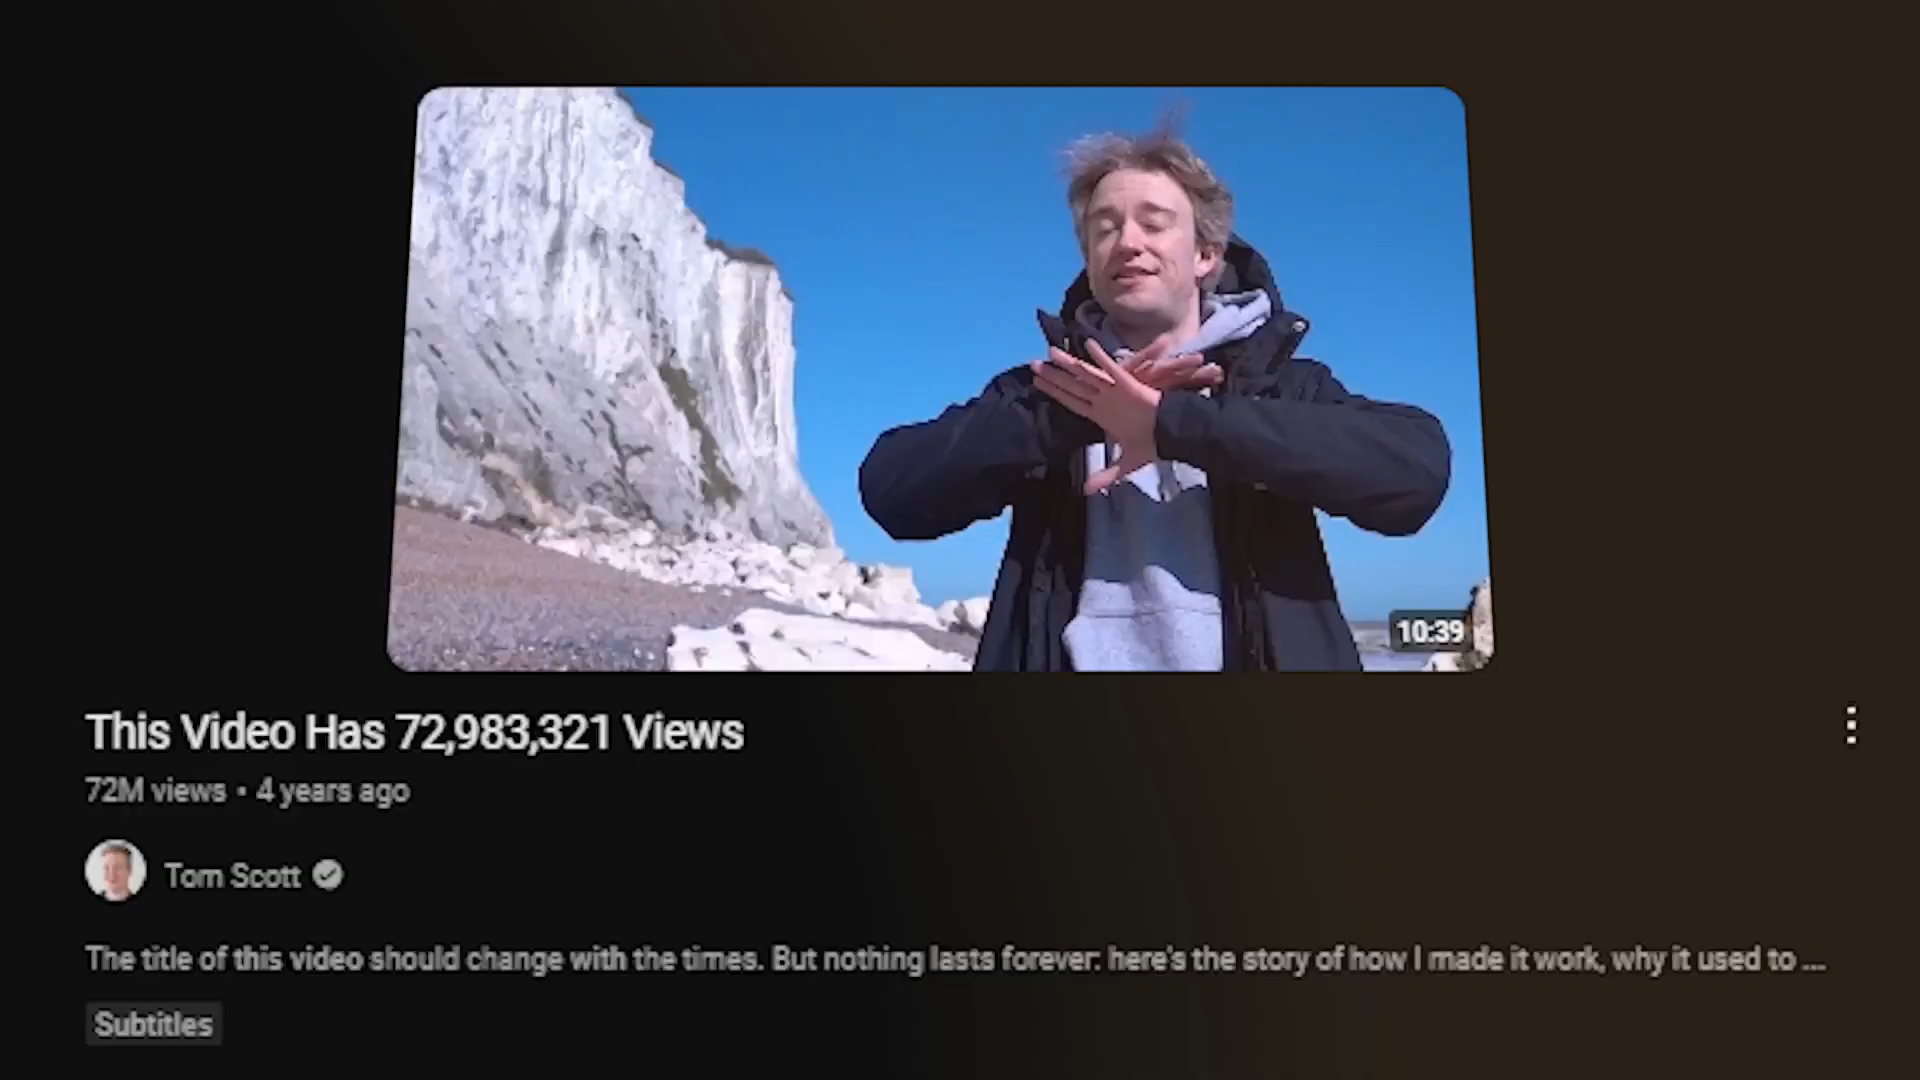 10:39
This Video Has 72,983,321 Views
72M views • 4 years ago
Tom Scott
The title of this video should change with the times. But nothing lasts forever: here's the story of how I made it work, why it used to ...
Subtitles